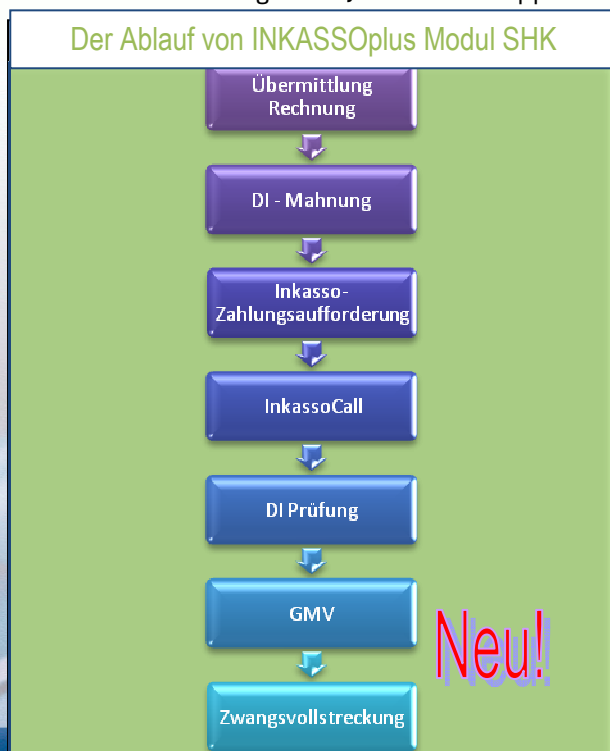 Der Ablauf von INKASSOplus Modul SHK
Übermittlung
Rechnung
DI - Mahnung
Inkasso-
Zahlungsaufforderung
InkassoCall
DI Prüfung
GMV
Neu!
Zwangsvollstreckung